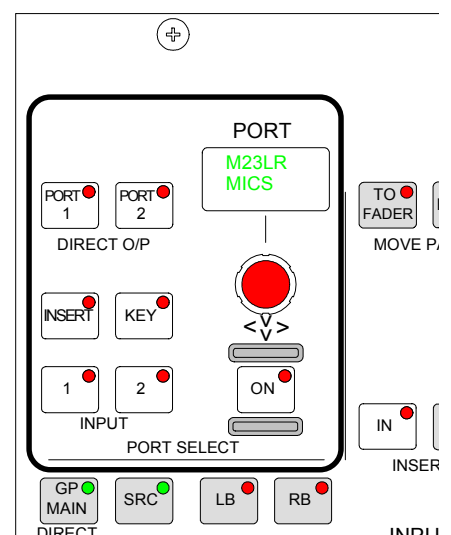 PORT
M23LR
MICS
PORT
1
PORT
2
DIRECT O/P
TO
FADER
MOVE PA
INSERT
KEY
< >
1
2
ON
INPUT
PORT SELECT
IN
INSER
GP
MAIN
SRC
LB
RB
DIRECT